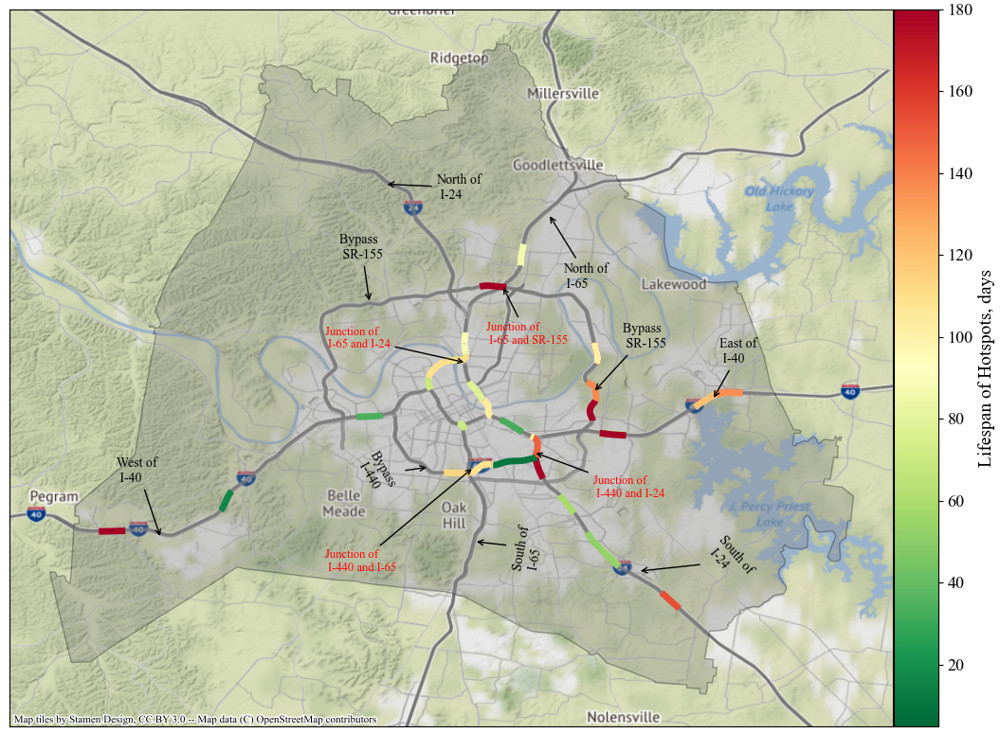 Greenbrier
Ridgetop
Millersville
Goodlettsville
North of
I-24
24
Old Hickory
Lake
Bypass
SR-155
North of
I-65
Lakewood
Junction of
I-65 and I-24
Junction of
I-65 and SR-155
Bypass
SR-155
East of
I-40
40
West of
I-40
Bypass
I-440
Pegram
40
40
40
Belle
Meade
Oak
Hill
Junction of
I-440 and I-24
J. Percy Priest
Lake
Junction of
I-440 and I-65
South of
I-65
South of
I-24
Nolensville
Map tiles by Stamen Design, CC BY 3.0 -- Map data (C) OpenStreetMap contributors
180
160
140
120
100
80
60
40
20
Lifespan of Hotspots, days